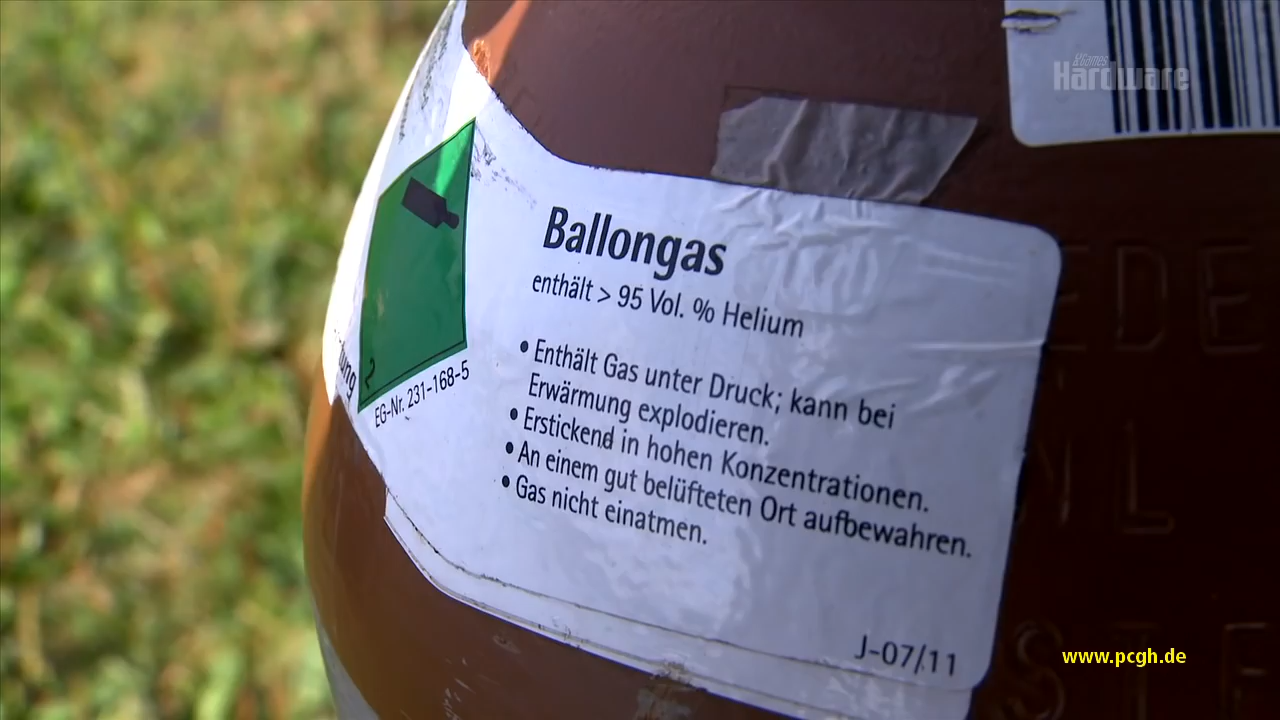 &Games
Hardware
Ballongas
enthält > 95 Vol. % Helium
• Enthält Gas unter Druck; kann bei
Erwärmung explodieren.
• Erstickend in hohen Konzentrationen.
• An einem gut belüfteten Ort aufbewahren.
• Gas nicht einatmen.
2
EG-Nr. 231-168-5
J-07/11
www.pcgh.de